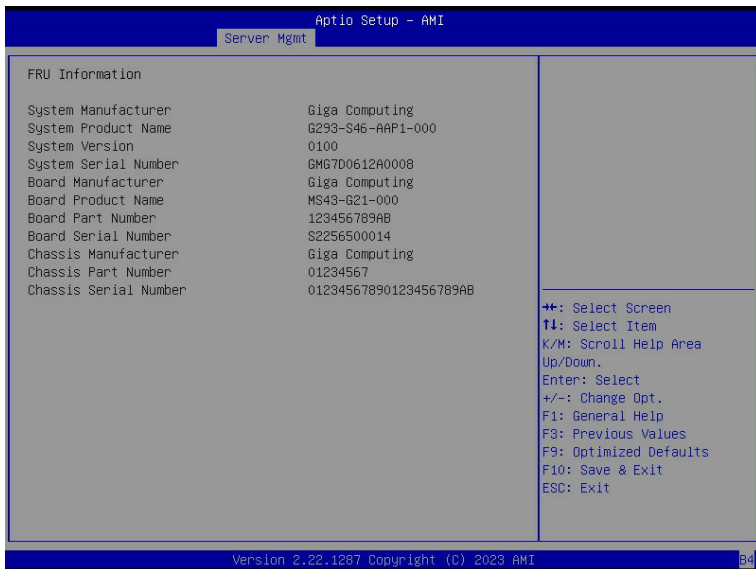 Aptio Setup – AMI
Server Mgmt
FRU Information
System Manufacturer Giga Computing
System Product Name G293-S46-AAP1-000
System Version 0100
System Serial Number GMG7D0612A0008
Board Manufacturer Giga Computing
Board Product Name MS43-G21-000
Board Part Number 123456789AB
Board Serial Number S2256500014
Chassis Manufacturer Giga Computing
Chassis Part Number 01234567
Chassis Serial Number 01234567890123456789AB
→←: Select Screen
↑↓: Select Item
K/M: Scroll Help Area
Up/Down.
Enter: Select
+/-: Change Opt.
F1: General Help
F3: Previous Values
F9: Optimized Defaults
F10: Save & Exit
ESC: Exit
Version 2.22.1287 Copyright (C) 2023 AMI
B4